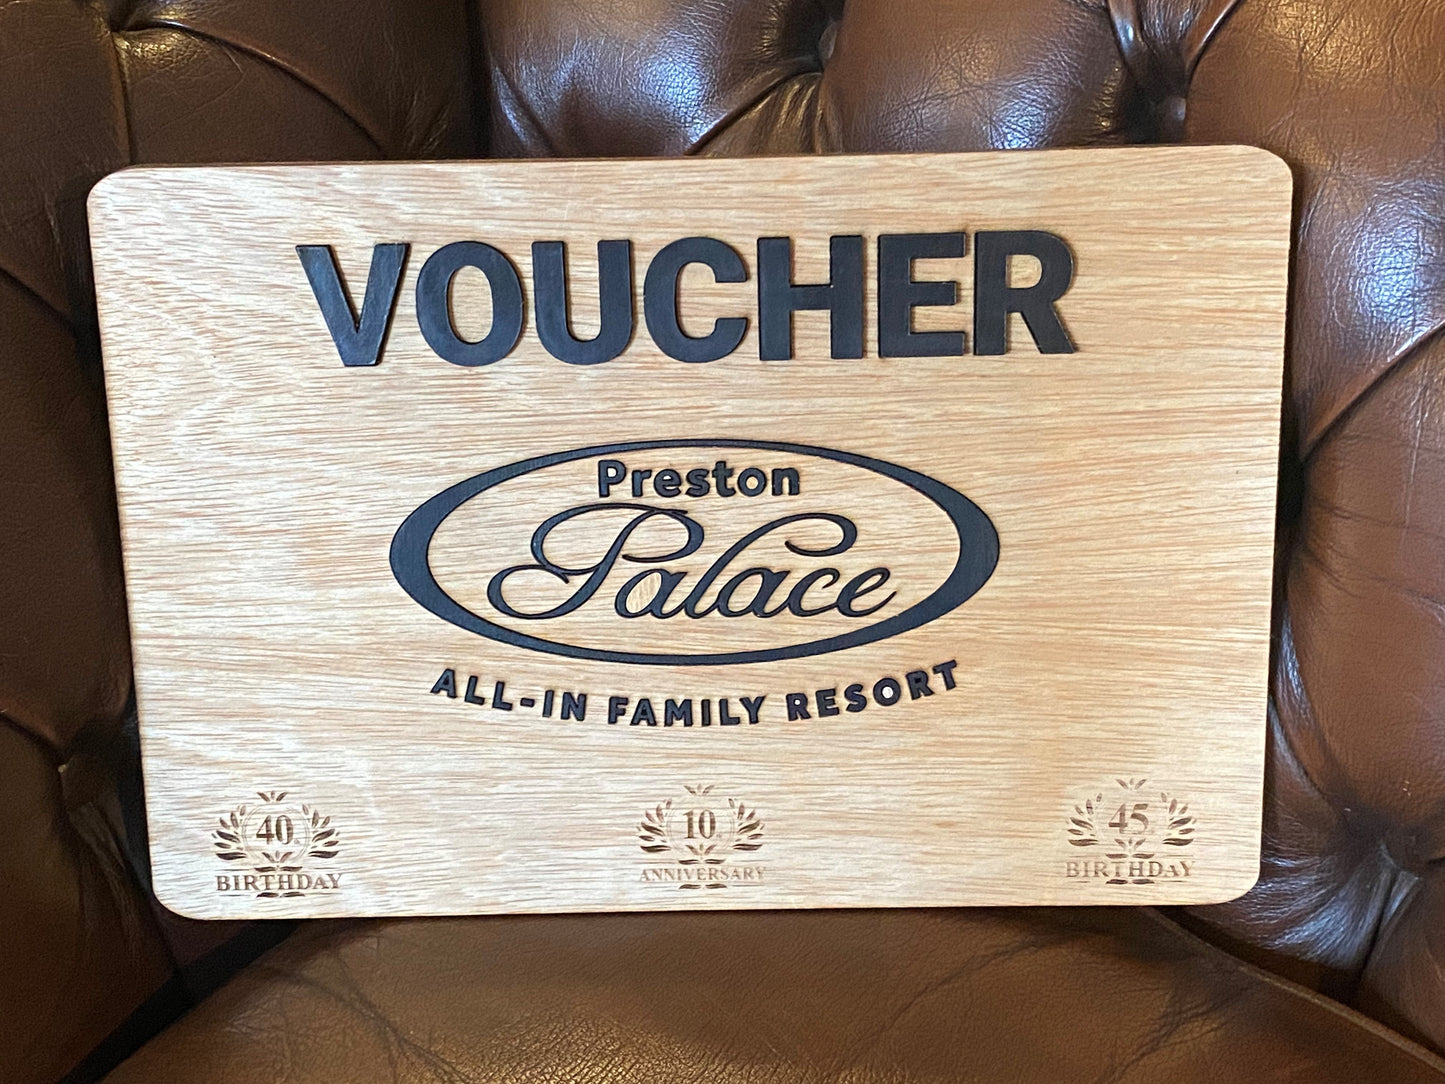 VOUCHER
Preston
Palace
ALL-IN FAMILY RESORT
40
BIRTHDAY
10
ANNIVERSARY
45
BIRTHDAY